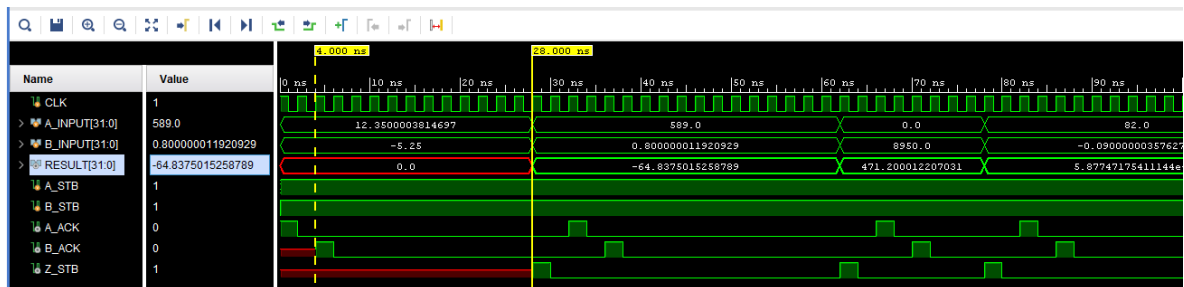 4.000 ns 28.000 ns
Name Value 0 ns 10 ns 20 ns 30 ns 40 ns 50 ns 60 ns 70 ns 80 ns 90 ns
CLK 1
A_INPUT[31:0] 589.0 12.3500003814697 589.0 0.0 82.0
B_INPUT[31:0] 0.800000011920929 -5.25 0.800000011920929 8950.0 -0.09000000357627
RESULT[31:0] -64.8375015258789 0.0 -64.8375015258789 471.200012207031 5.87747175411144e-
A_STB 1
B_STB 1
A_ACK 0
B_ACK 0
Z_STB 1